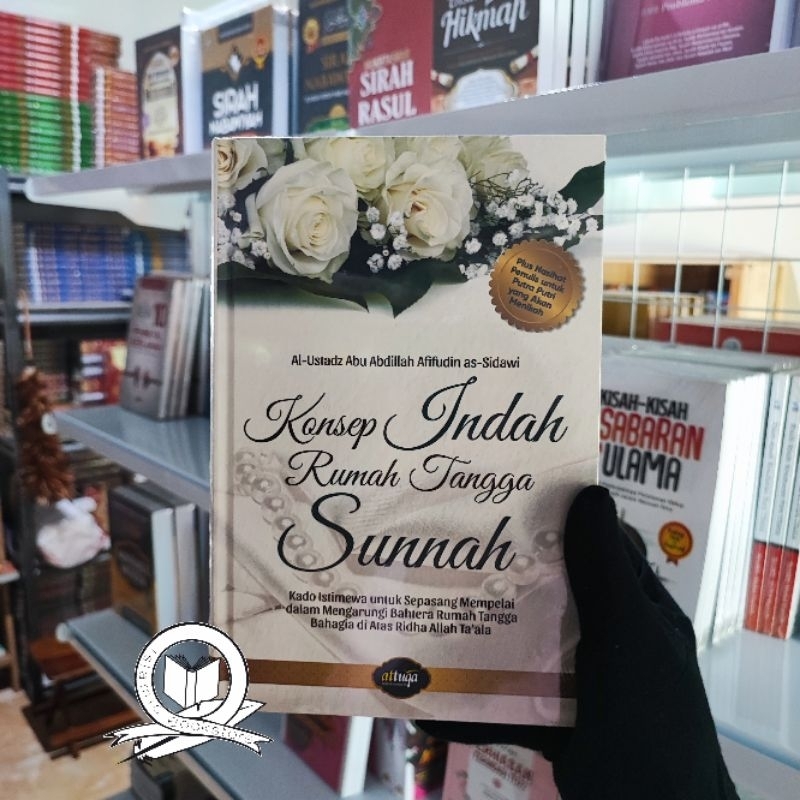 Hikmah
SIRAH
SIRAH
RASUL
Plus Nasihat
Penulis untuk
Putra Putri
yang Akan
Menikah
Al-Ustadz Abu Abdillah Afifudin as-Sidawi
Konsep Indah
Rumah Tangga
Sunnah
Kado Istimewa untuk Sepasang Mempelai
dalam Mengarungi Bahtera Rumah Tangga
Bahagia di Atas Ridha Allah Ta'ala
attuqa
KISAH-KISAH
SABARAN
ULAMA
10
Bookstore